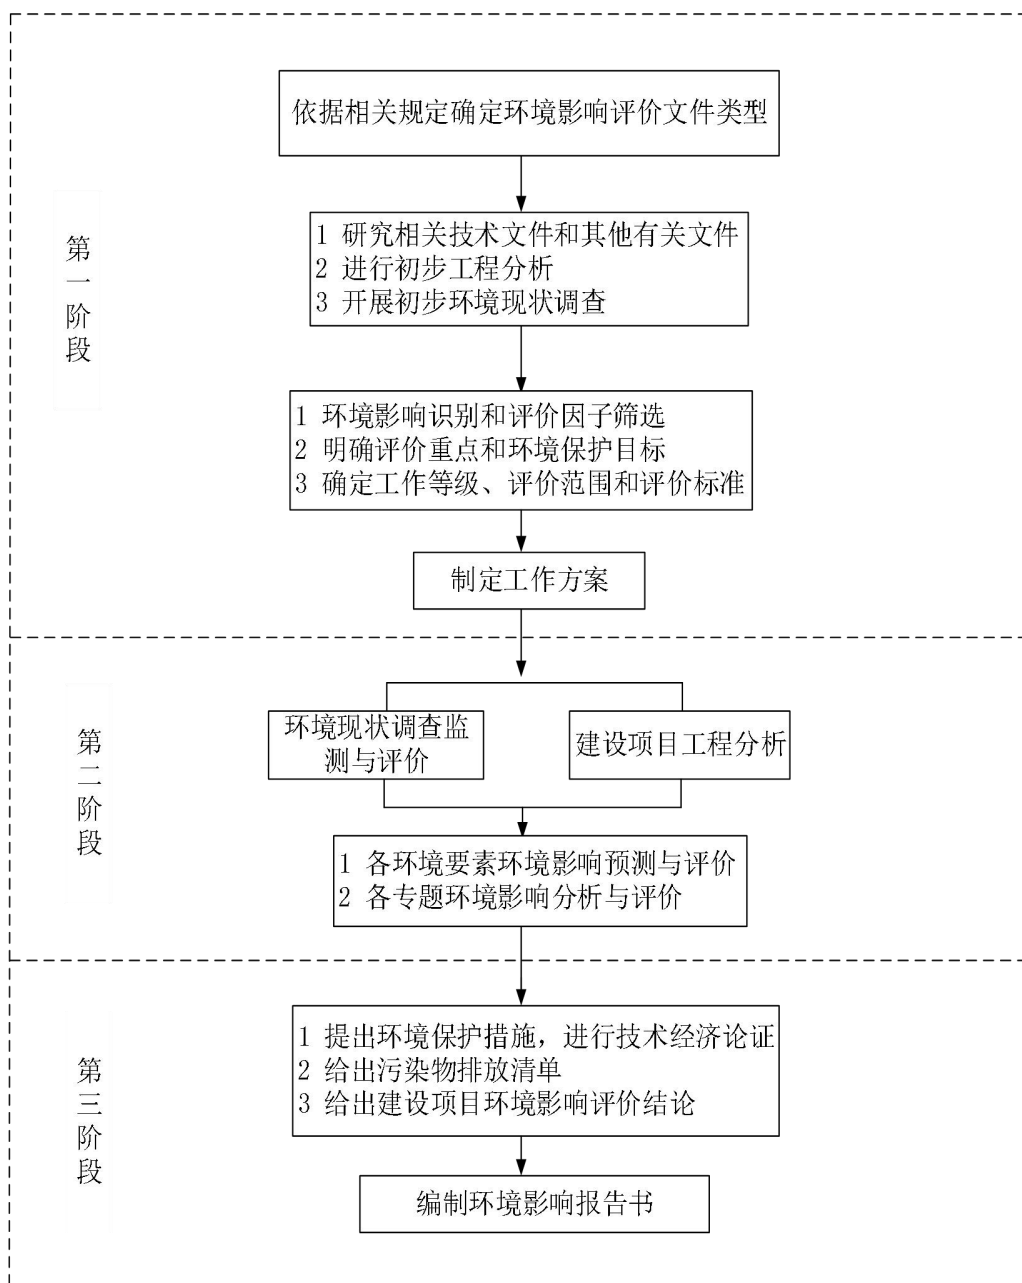 依据相关规定确定环境影响评价文件类型
第一阶段
1 研究相关技术文件和其他有关文件
2 进行初步工程分析
3 开展初步环境现状调查
1 环境影响识别和评价因子筛选
2 明确评价重点和环境保护目标
3 确定工作等级、评价范围和评价标准
制定工作方案
第二阶段
环境现状调查监
测与评价
建设项目工程分析
1 各环境要素环境影响预测与评价
2 各专题环境影响分析与评价
第三阶段
1 提出环境保护措施，进行技术经济论证
2 给出污染物排放清单
3 给出建设项目环境影响评价结论
编制环境影响报告书